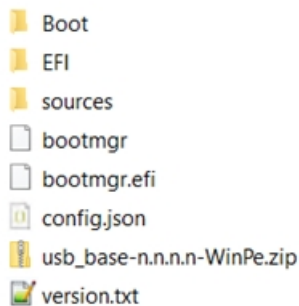 Boot
EFI
sources
bootmgr
bootmgr.efi
config.json
usb_base-n.n.n.n-WinPe.zip
version.txt